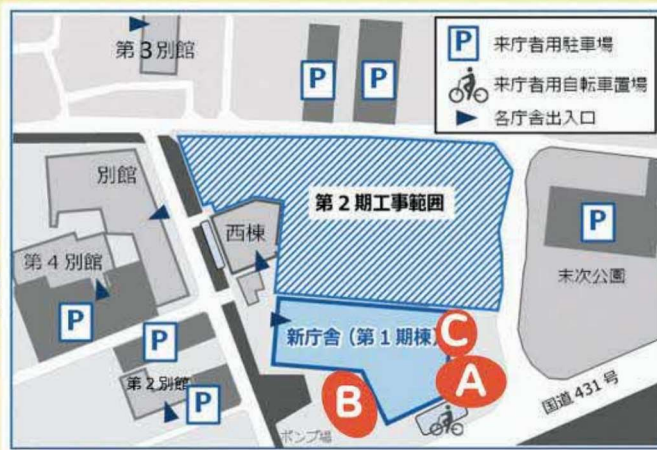 第3別館
P
P
P 来庁者用駐車場
来庁者用自転車置場
各庁舎出入口
別館
第2期工事範囲
西棟
P
第4別館
末次公園
P
新庁舎(第1期棟)
C
P
A
第2別館
P
B
国道431号
ポンプ場